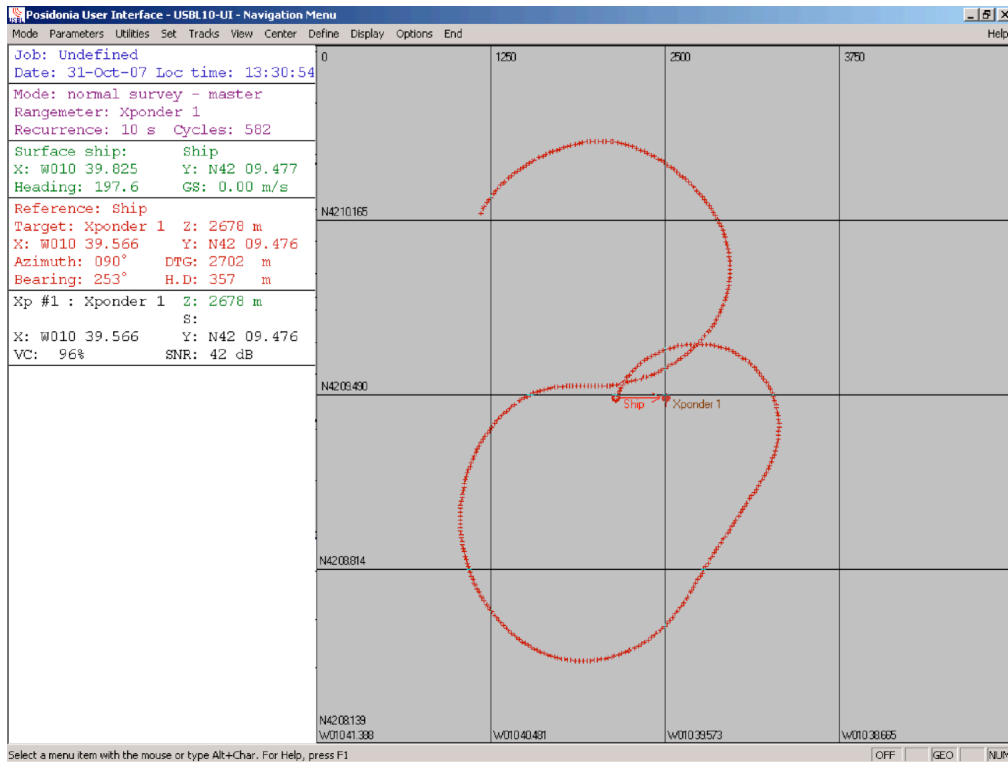 Posidonia User Interface - USBL10-UI - Navigation Menu
Mode Parameters Utilities Set Tracks View Center Define Display Options End Help
Job: Undefined
Date: 31-Oct-07 Loc time: 13:30:54
Mode: normal survey - master
Rangemeter: Xponder 1
Recurrence: 10 s Cycles: 582
Surface ship: Ship
X: W010 39.825 Y: N42 09.477
Heading: 197.6 GS: 0.00 m/s
Reference: Ship
Target: Xponder 1 Z: 2678 m
X: W010 39.566 Y: N42 09.476
Azimuth: 090° DTG: 2702 m
Bearing: 253° H.D: 357 m
Xp #1 : Xponder 1 Z: 2678 m
S:
X: W010 39.566 Y: N42 09.476
VC: 96% SNR: 42 dB
0 1250 2500 3750
N4210.165
N4209.490
Ship Xponder 1
N4208.814
N4208.139
W01041.388 W01040.481 W01039.573 W01038.665
Select a menu item with the mouse or type Alt+Char. For Help, press F1
OFF GEO NUM